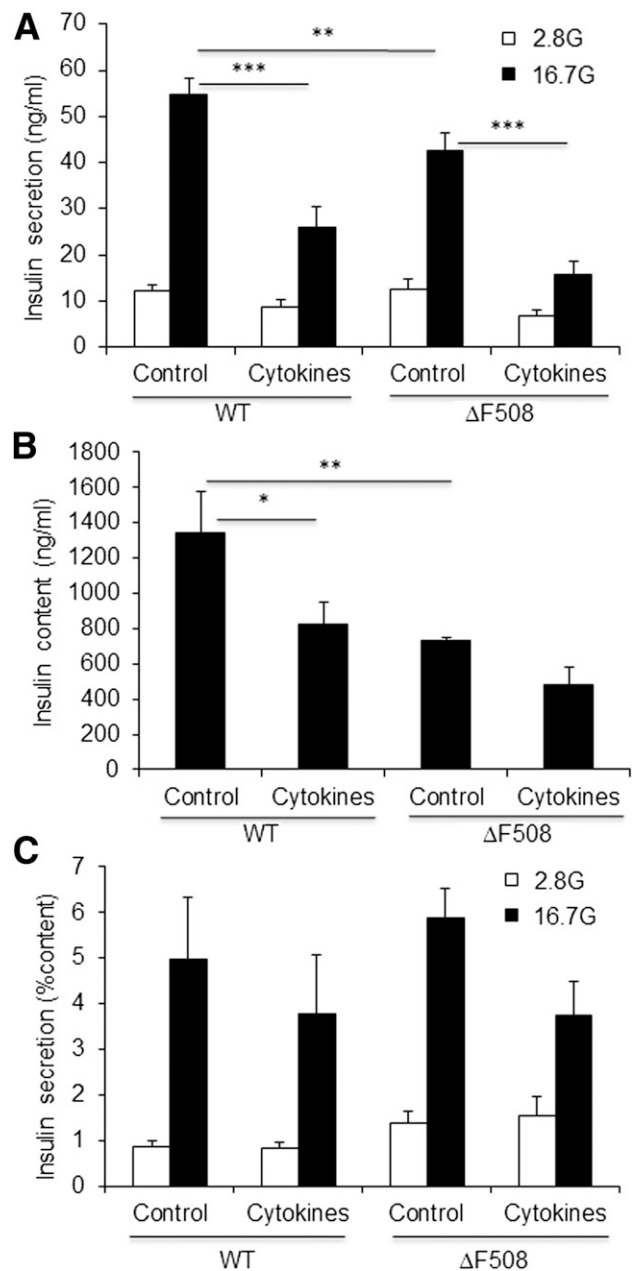 A
Insulin secretion (ng/ml)
70
60
50
40
30
20
10
0
2.8G
16.7G
**
***
***
Control Cytokines Control Cytokines
WT ΔF508
B
Insulin content (ng/ml)
1800
1600
1400
1200
1000
800
600
400
200
0
**
*
Control Cytokines Control Cytokines
WT ΔF508
C
Insulin secretion (%content)
7
6
5
4
3
2
1
0
2.8G
16.7G
Control Cytokines Control Cytokines
WT ΔF508